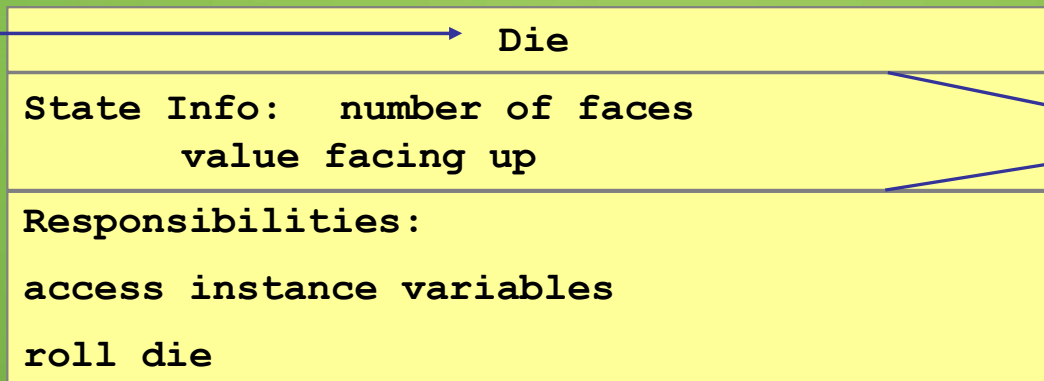 Die
State Info: number of faces
value facing up
Responsibilities:
access instance variables
roll die